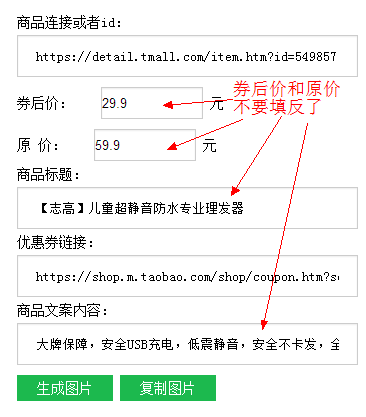 商品连接或者id：
https://detail.tmall.com/item.htm?id=549857
券后价： 29.9 元
券后价和原价
不要填反了
原 价： 59.9 元
商品标题：
【志高】儿童超静音防水专业理发器
优惠券链接：
https://shop.m.taobao.com/shop/coupon.htm?s
商品文案内容：
大牌保障，安全USB充电，低震静音，安全不卡发，全
生成图片 复制图片